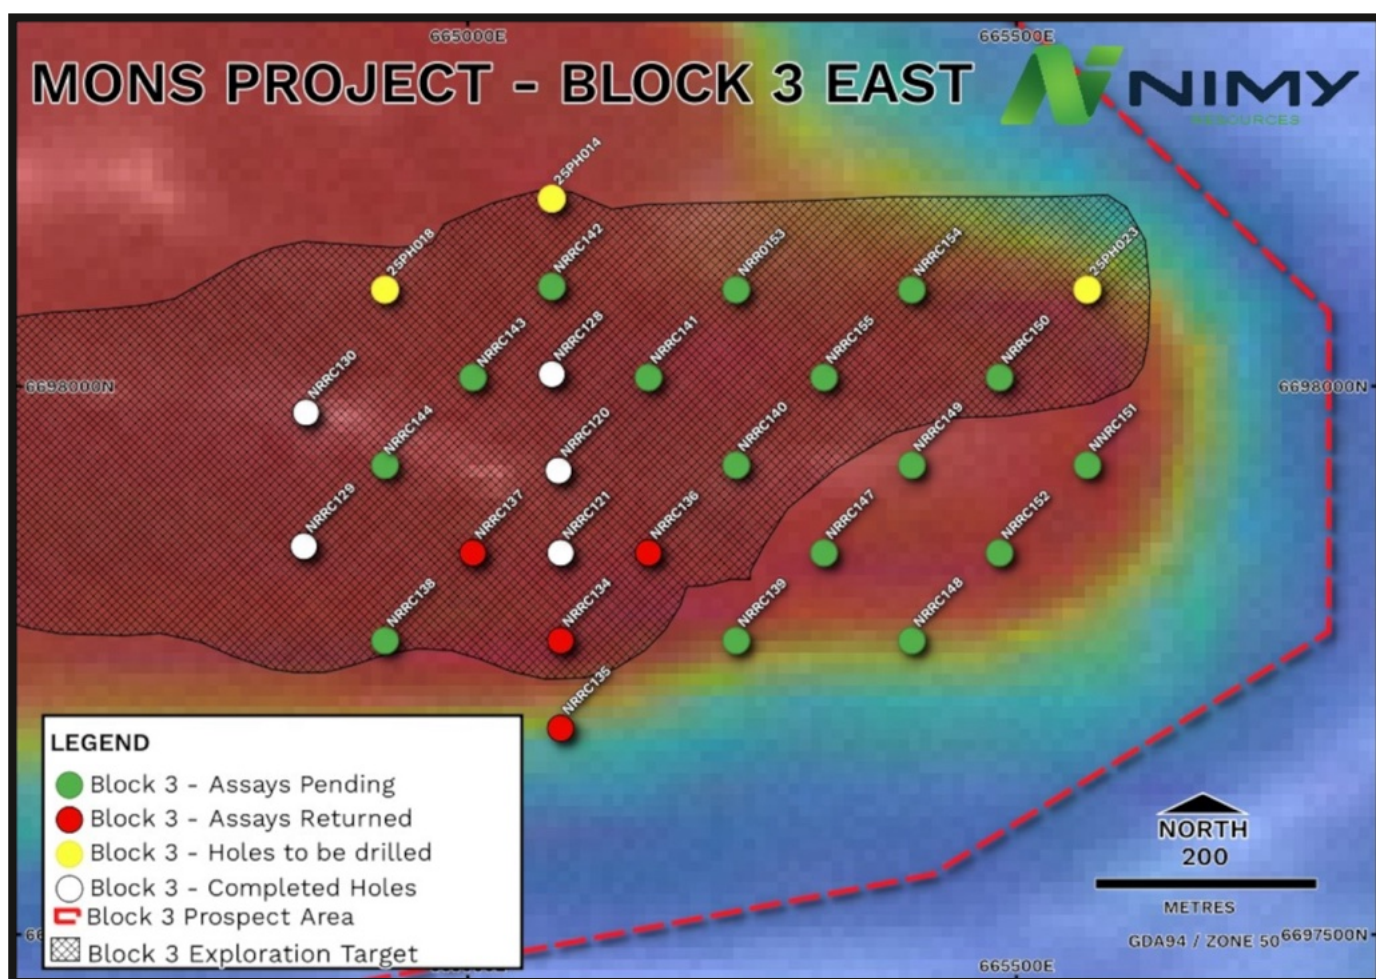 665000E
665500E
MONS PROJECT - BLOCK 3 EAST
NIMY
RESOURCES
25PH014
25PH018
NRRC142
NRR0153
NRRC154
25PH023
NRRC130
NRRC143
NRRC128
NRRC141
NRRC155
NRRC150
6698000N
6698000N
NRRC144
NRRC120
NRRC140
NRRC149
NNRC151
NRRC129
NRRC137
NRRC121
NRRC136
NRRC147
NRRC152
NRRC138
NRRC134
NRRC139
NRRC148
NRRC135
LEGEND
Block 3 - Assays Pending
Block 3 - Assays Returned
Block 3 - Holes to be drilled
Block 3 - Completed Holes
Block 3 Prospect Area
Block 3 Exploration Target
NORTH
200
METRES
GDA94 / ZONE 50
6697500N
665500E